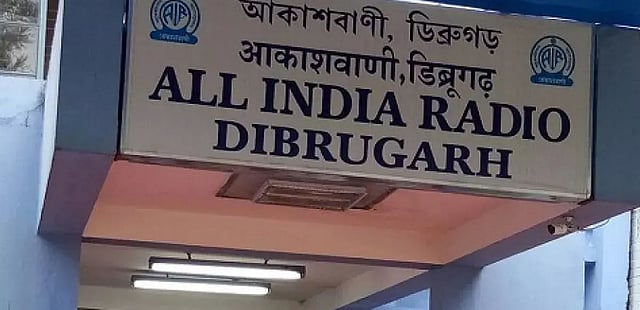 আকাশবাণী, ডিব্ৰুগড়
आकाशवाणी,डिब्रूगढ़
ALL INDIA RADIO
DIBRUGARH